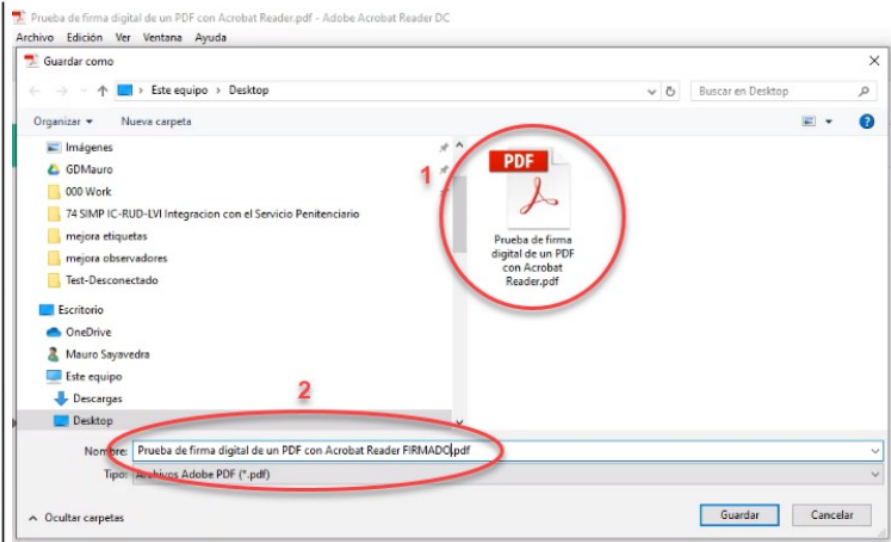 Prueba de firma digital de un PDF con Acrobat Reader.pdf - Adobe Acrobat Reader DC
Archivo Edición Ver Ventana Ayuda
Guardar como
Este equipo › Desktop
Buscar en Desktop
Organizar
Nueva carpeta
Imágenes
GDMauro
000 Work
74 SIMP IC-RUD-LVI Integracion con el Servicio Penitenciario
mejora etiquetas
mejora observadores
Test-Desconectado
Escritorio
OneDrive
Mauro Sayavedra
Este equipo
Descargas
Desktop
1
PDF
Prueba de firma
digital de un PDF
con Acrobat
Reader.pdf
2
Nombre: Prueba de firma digital de un PDF con Acrobat Reader FIRMADO.pdf
Tipo: Archivos Adobe PDF (*.pdf)
Ocultar carpetas
Guardar
Cancelar